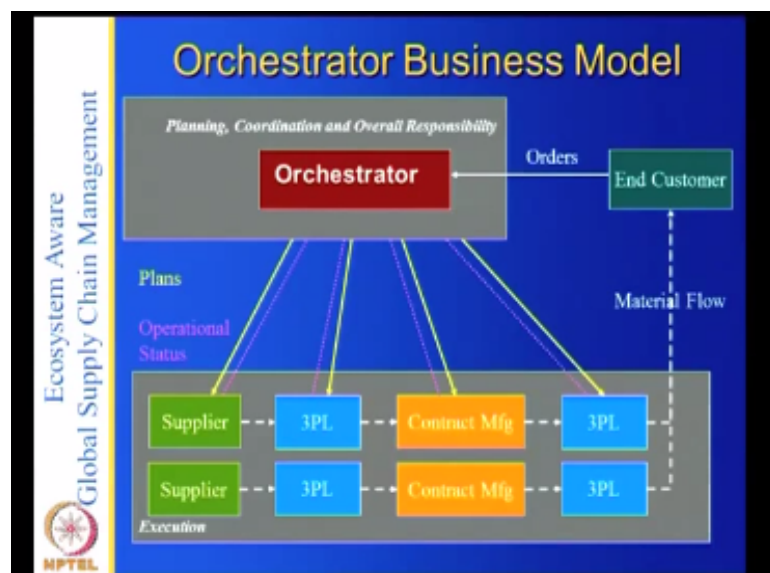 Orchestrator Business Model
Ecosystem Aware
Global Supply Chain Management
Planning, Coordination and Overall Responsibility
Orchestrator
Orders
End Customer
Plans
Material Flow
Operational
Status
Supplier
3PL
Contract Mfg
3PL
Supplier
3PL
Contract Mfg
3PL
Execution
NPTEL